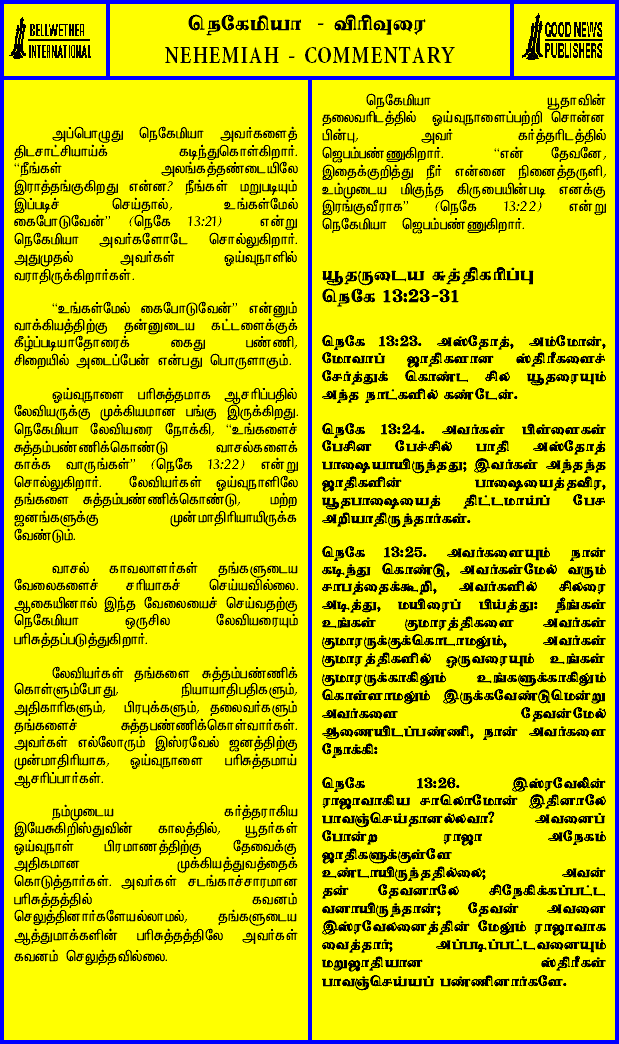 BELLWETHER
INTERNATIONAL
நெகேமியா - விரிவுரை
NEHEMIAH - COMMENTARY
GOOD NEWS
PUBLISHERS
அப்பொழுது நெகேமியா அவர்களைத்
திடசாட்சியாய்க் கடிந்துகொள்கிறார்.
“நீங்கள் அலங்கத்தண்டையிலே
இராத்தங்குகிறது என்ன? நீங்கள் மறுபடியும்
இப்படிச் செய்தால், உங்கள்மேல்
கைபோடுவேன்” (நெகே 13:21) என்று
நெகேமியா அவர்களோடே சொல்லுகிறார்.
அதுமுதல் அவர்கள் ஓய்வுநாளில்
வராதிருக்கிறார்கள்.
“உங்கள்மேல் கைபோடுவேன்” என்னும்
வாக்கியத்திற்கு தன்னுடைய கட்டளைக்குக்
கீழ்ப்படியாதோரைக் கைது பண்ணி,
சிறையில் அடைப்பேன் என்பது பொருளாகும்.
ஓய்வுநாளை பரிசுத்தமாக ஆசரிப்பதில்
லேவியருக்கு முக்கியமான பங்கு இருக்கிறது.
நெகேமியா லேவியரை நோக்கி, “உங்களைச்
சுத்தம்பண்ணிக்கொண்டு வாசல்களைக்
காக்க வாருங்கள்” (நெகே 13:22) என்று
சொல்லுகிறார். லேவியர்கள் ஓய்வுநாளிலே
தங்களை சுத்தம்பண்ணிக்கொண்டு, மற்ற
ஜனங்களுக்கு முன்மாதிரியாயிருக்க
வேண்டும்.
வாசல் காவலாளர்கள் தங்களுடைய
வேலைகளைச் சரியாகச் செய்யவில்லை.
ஆகையினால் இந்த வேலையைச் செய்வதற்கு
நெகேமியா ஒருசில லேவியரையும்
பரிசுத்தப்படுத்துகிறார்.
லேவியர்கள் தங்களை சுத்தம்பண்ணிக்
கொள்ளும்போது, நியாயாதிபதிகளும்,
அதிகாரிகளும், பிரபுக்களும், தலைவர்களும்
தங்களைச் சுத்தபண்ணிக்கொள்வார்கள்.
அவர்கள் எல்லோரும் இஸ்ரவேல் ஜனத்திற்கு
முன்மாதிரியாக, ஓய்வுநாளை பரிசுத்தமாய்
ஆசரிப்பார்கள்.
நம்முடைய கர்த்தராகிய
இயேசுகிறிஸ்துவின் காலத்தில், யூதர்கள்
ஓய்வுநாள் பிரமாணத்திற்கு தேவைக்கு
அதிகமான முக்கியத்துவத்தைக்
கொடுத்தார்கள். அவர்கள் சடங்காச்சாரமான
பரிசுத்தத்தில் கவனம்
செலுத்தினார்களேயல்லாமல், தங்களுடைய
ஆத்துமாக்களின் பரிசுத்தத்திலே அவர்கள்
கவனம் செலுத்தவில்லை.
நெகேமியா யூதாவின்
தலைவரிடத்தில் ஓய்வுநாளைப்பற்றி சொன்ன
பின்பு, அவர் கர்த்தரிடத்தில்
ஜெபம்பண்ணுகிறார். “என் தேவனே,
இதைக்குறித்து நீர் என்னை நினைத்தருளி,
உம்முடைய மிகுந்த கிருபையின்படி எனக்கு
இரங்குவீராக” (நெகே 13:22) என்று
நெகேமியா ஜெபம்பண்ணுகிறார்.
யூதருடைய சுத்திகரிப்பு
நெகே 13:23-31
நெகே 13:23. அஸ்தோத், அம்மோன்,
மோவாப் ஜாதிகளான ஸ்திரீகளைச்
சேர்த்துக் கொண்ட சில யூதரையும்
அந்த நாட்களில் கண்டேன்.
நெகே 13:24. அவர்கள் பிள்ளைகள்
பேசின பேச்சில் பாதி அஸ்தோத்
பாஷையாயிருந்தது; இவர்கள் அந்தந்த
ஜாதிகளின் பாஷையைத்தவிர,
யூதபாஷையைத் திட்டமாய்ப் பேச
அறியாதிருந்தார்கள்.
நெகே 13:25. அவர்களையும் நான்
கடிந்து கொண்டு, அவர்கள்மேல் வரும்
சாபத்தைக்கூறி, அவர்களில் சிலரை
அடித்து, மயிரைப் பிய்த்து: நீங்கள்
உங்கள் குமாரத்திகளை அவர்கள்
குமாரருக்குக்கொடாமலும், அவர்கள்
குமாரத்திகளில் ஒருவரையும் உங்கள்
குமாரருக்காகிலும் உங்களுக்காகிலும்
கொள்ளாமலும் இருக்கவேண்டுமென்று
அவர்களை தேவன்மேல்
ஆணையிடப்பண்ணி, நான் அவர்களை
நோக்கி:
நெகே 13:26. இஸ்ரவேலின்
ராஜாவாகிய சாலொமோன் இதினாலே
பாவஞ்செய்தானல்லவா? அவனைப்
போன்ற ராஜா அநேகம்
ஜாதிகளுக்குள்ளே
உண்டாயிருந்ததில்லை; அவன்
தன் தேவனாலே சிநேகிக்கப்பட்ட
வனாயிருந்தான்; தேவன் அவனை
இஸ்ரவேலனைத்தின் மேலும் ராஜாவாக
வைத்தார்; அப்படிப்பட்டவனையும்
மறுஜாதியான ஸ்திரீகள்
பாவஞ்செய்யப் பண்ணினார்களே.